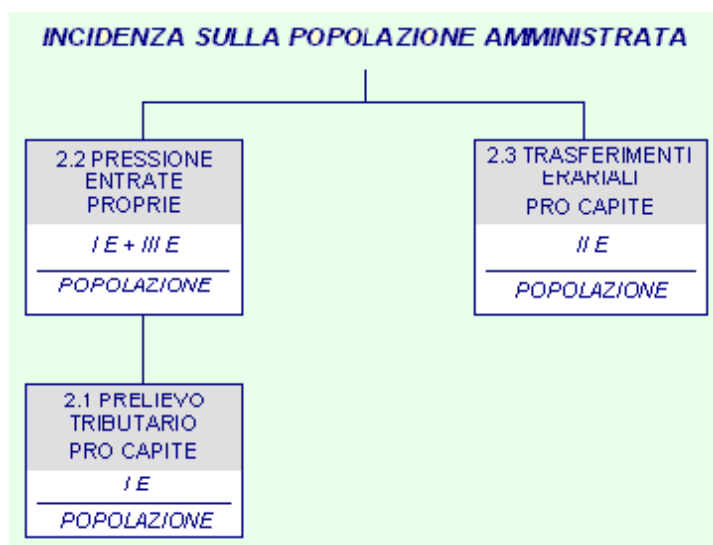 INCIDENZA SULLA POPOLAZIONE AMMINISTRATA
2.2 PRESSIONE
ENTRATE
PROPRIE
I E + III E
POPOLAZIONE
2.3 TRASFERIMENTI
ERARIALI
PRO CAPITE
II E
POPOLAZIONE
2.1 PRELIEVO
TRIBUTARIO
PRO CAPITE
I E
POPOLAZIONE